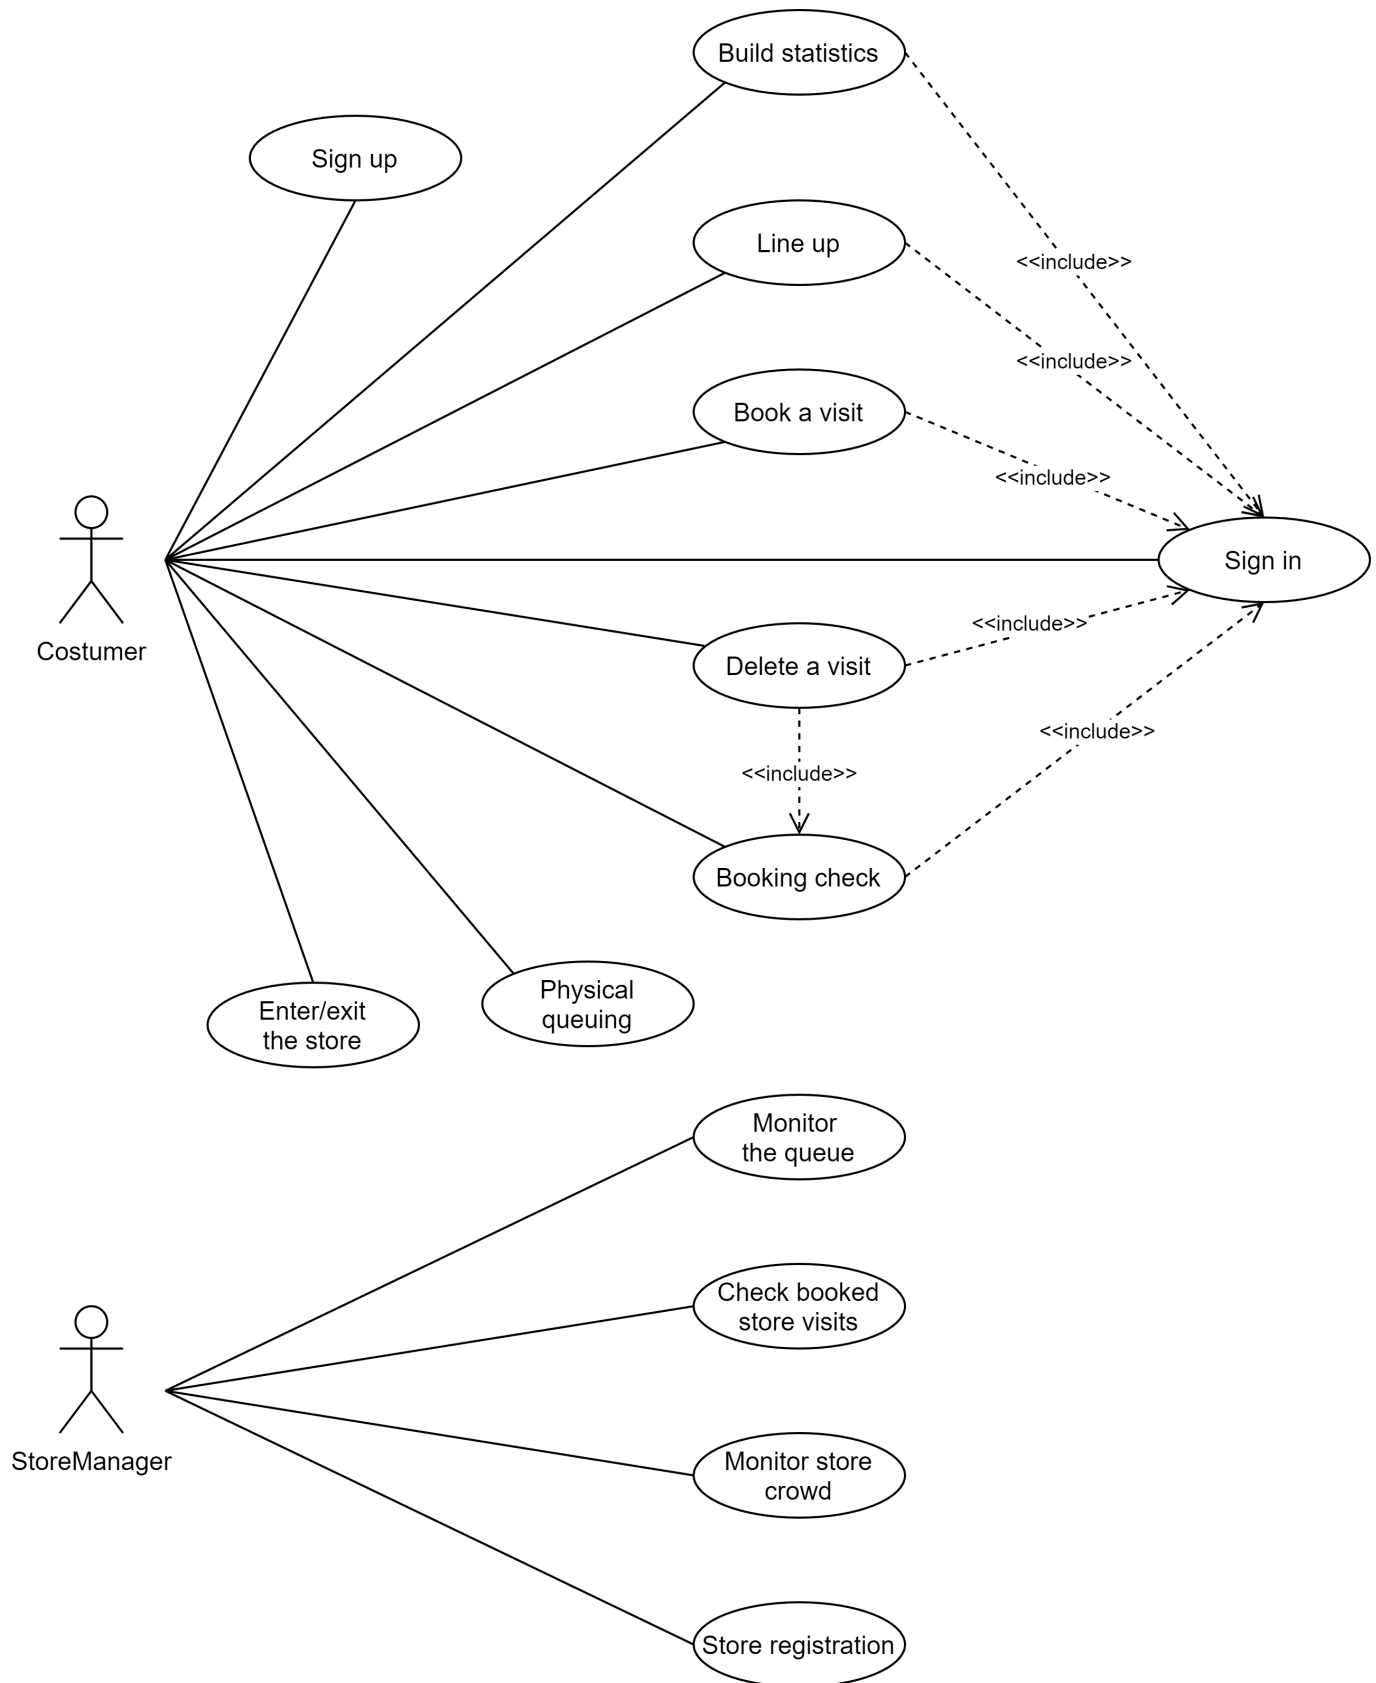 Build statistics
Sign up
Line up
<<include>>
<<include>>
Book a visit
<<include>>
Sign in
<<include>>
Costumer
Delete a visit
<<include>>
<<include>>
Booking check
Physical
queuing
Enter/exit
the store
Monitor
the queue
Check booked
store visits
StoreManager
Monitor store
crowd
Store registration